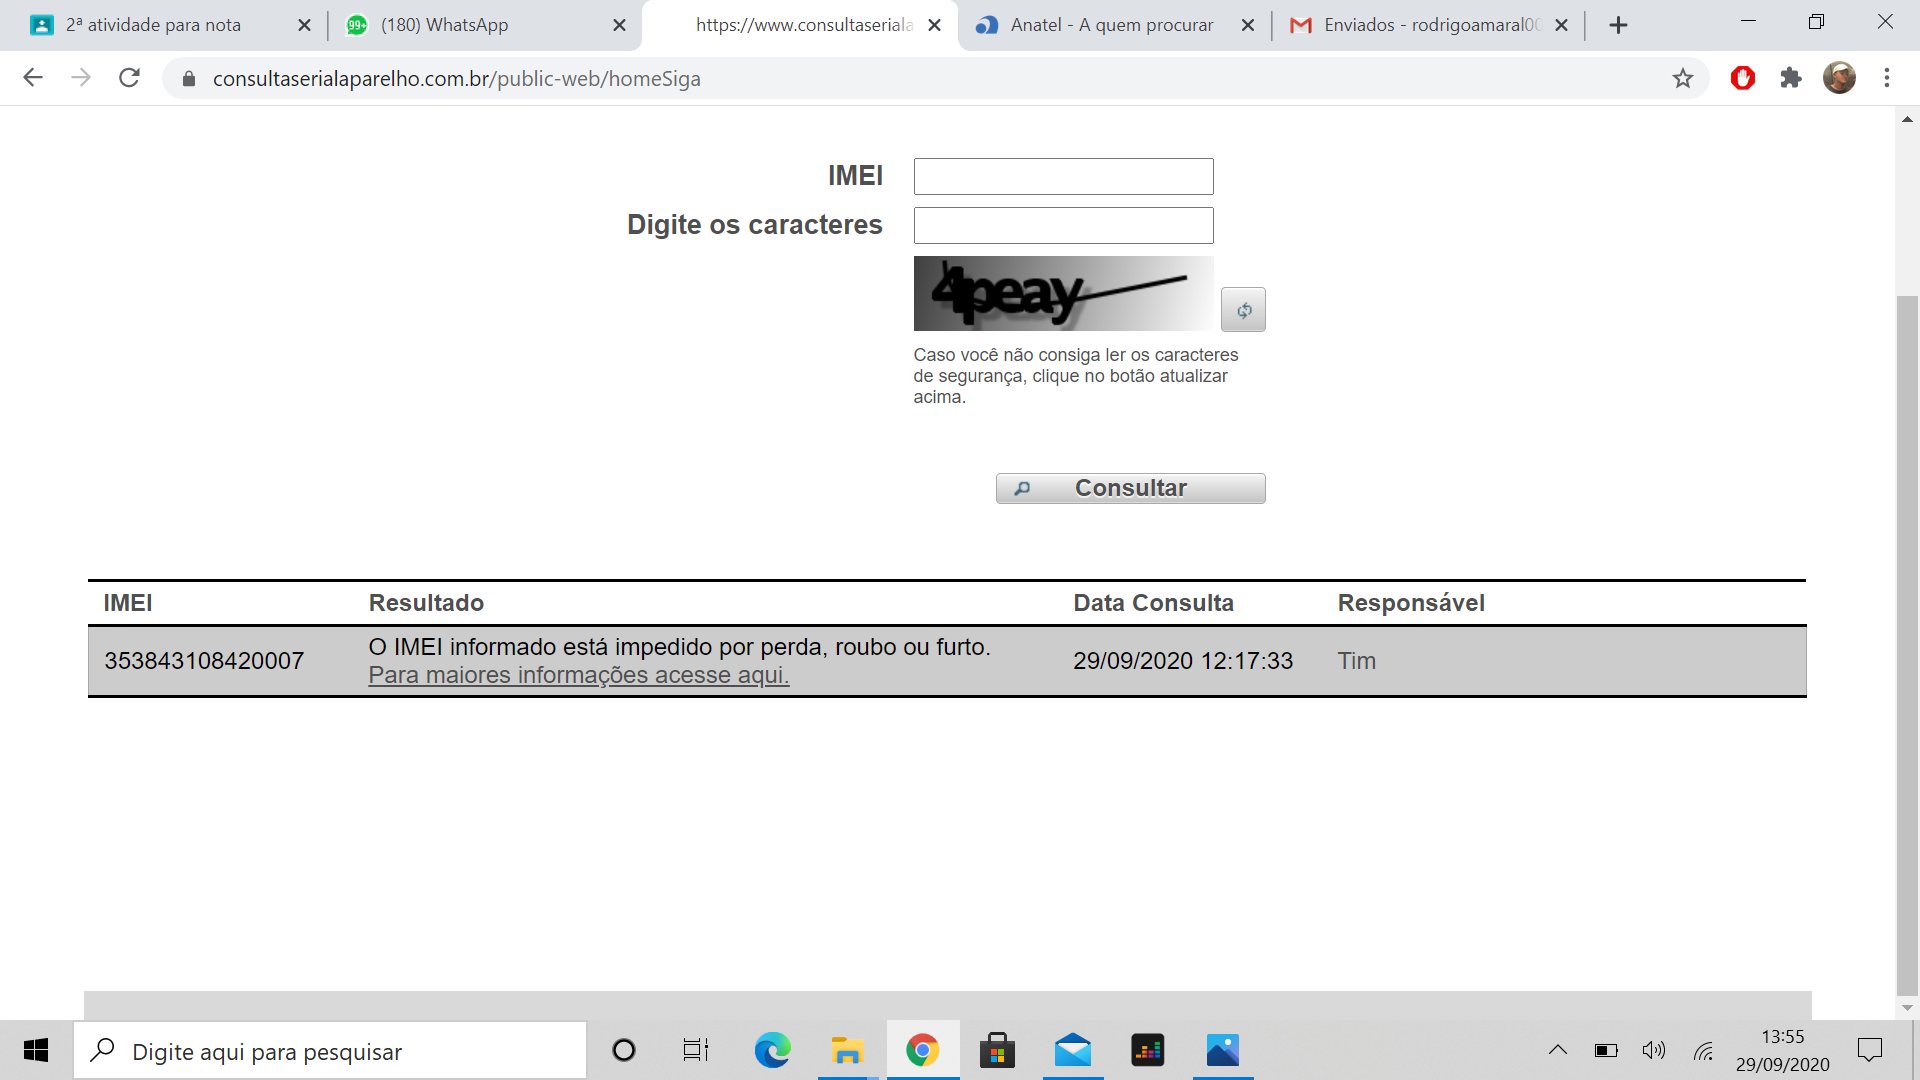 2ª atividade para nota
99+
(180) WhatsApp
https://www.consultaseriala
Anatel - A quem procurar
Enviados - rodrigoamaral00
consultaserialaparelho.com.br/public-web/homeSiga
IMEI
Digite os caracteres
4peay
Caso você não consiga ler os caracteres
de segurança, clique no botão atualizar
acima.
Consultar
IMEI Resultado Data Consulta Responsável
353843108420007 O IMEI informado está impedido por perda, roubo ou furto. 29/09/2020 12:17:33 Tim
Para maiores informações acesse aqui.
Digite aqui para pesquisar
13:55
29/09/2020